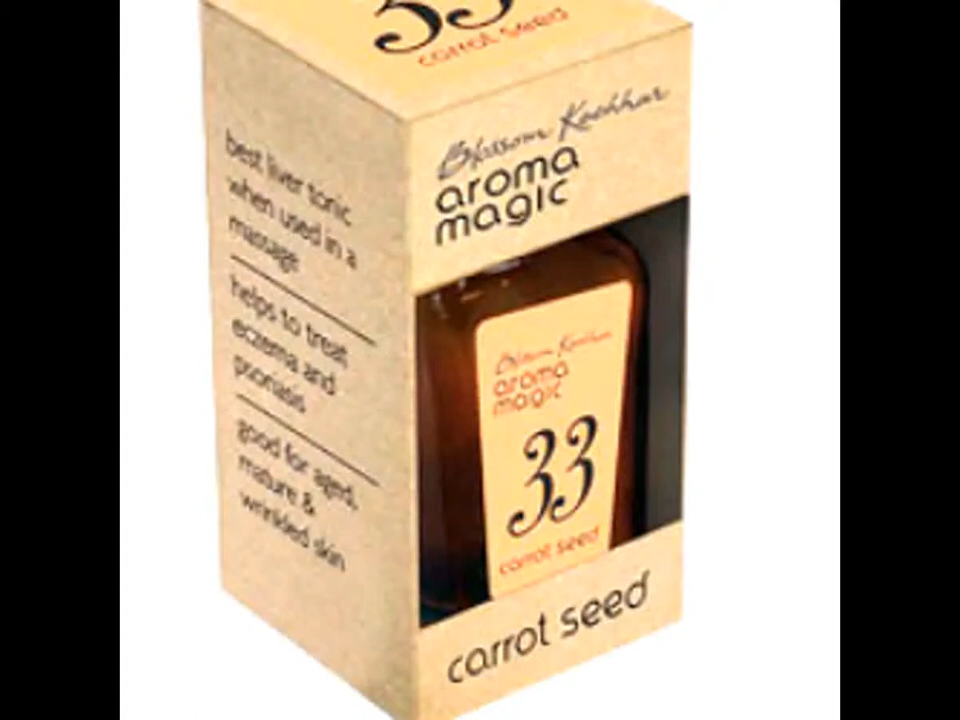 33
carrot seed
Blossom Kochhar
aroma
magic
best liver tonic
when used in a
massage
helps to treat
eczema and
psoriasis
good for aged,
mature &
wrinkled skin
Blossom Kochhar
aroma
magic
33
carrot seed
carrot seed